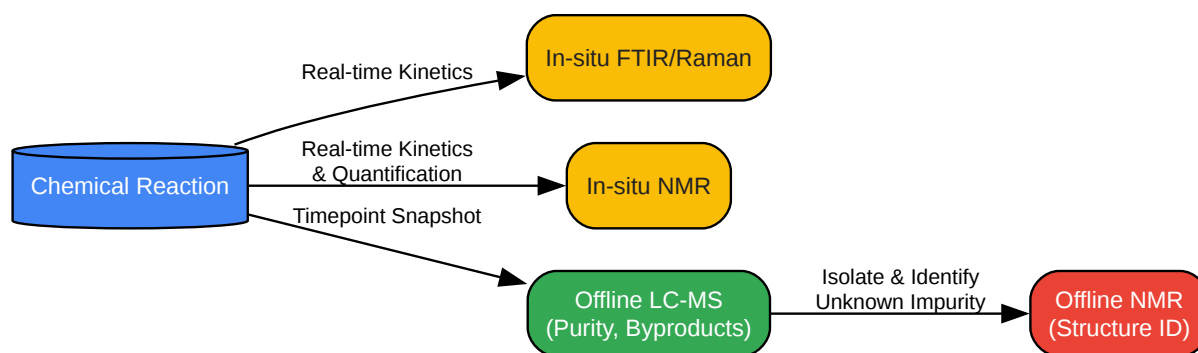 Real-time Kinetics
In-situ FTIR/Raman
Chemical Reaction
Real-time Kinetics
& Quantification
In-situ NMR
Timepoint Snapshot
Offline LC-MS
(Purity, Byproducts)
Isolate & Identify
Unknown Impurity
Offline NMR
(Structure ID)